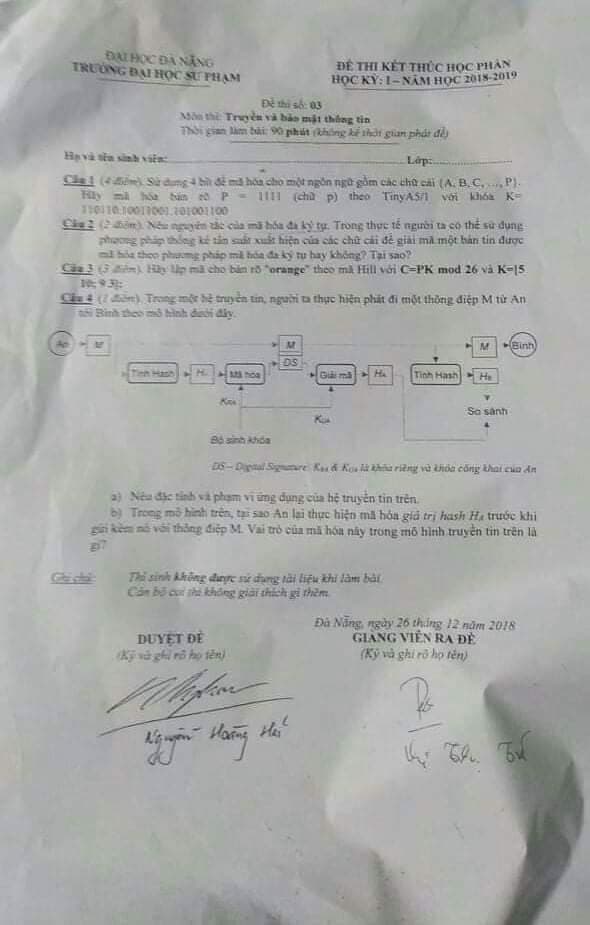 ĐẠI HỌC ĐÀ NẴNG
TRƯỜNG ĐẠI HỌC SƯ PHẠM
ĐỀ THI KẾT THÚC HỌC PHẦN
HỌC KỲ: I – NĂM HỌC 2018-2019
Đề thi số: 03
Môn thi: Truyền và bảo mật thông tin
Thời gian làm bài: 90 phút (không kể thời gian phát đề)
Họ và tên sinh viên: Lớp:
Câu 1 (4 điểm). Sử dụng 4 bit để mã hóa cho một ngôn ngữ gồm các chữ cái {A, B, C, ..., P}.
Hãy mã hóa bản rõ P = 1111 (chữ p) theo TinyA5/1 với khóa K=
110110.10011001.101001100
Câu 2 (2 điểm). Nêu nguyên tắc của mã hóa đa ký tự. Trong thực tế người ta có thể sử dụng
phương pháp thống kê tần suất xuất hiện của các chữ cái để giải mã một bản tin được
mã hóa theo phương pháp mã hóa đa ký tự hay không? Tại sao?
Câu 3 (3 điểm). Hãy lập mã cho bản rõ "orange" theo mã Hill với C=PK mod 26 và K=[5
10; 9 3];
Câu 4 (1 điểm). Trong một hệ truyền tin, người ta thực hiện phát đi một thông điệp M từ An
tới Bình theo mô hình dưới đây.
An M M DS M Bình
Tính Hash Mã hóa Giải mã HA Tính Hash HB
KRA
KUA
So sánh
Bộ sinh khóa
DS – Digital Signature; KRA & KUA là khóa riêng và khóa công khai của An
a) Nêu đặc tính và phạm vi ứng dụng của hệ truyền tin trên.
b) Trong mô hình trên, tại sao An lại thực hiện mã hóa giá trị hash HA trước khi
gửi kèm nó với thông điệp M. Vai trò của mã hóa này trong mô hình truyền tin trên là
gì?
Ghi chú: Thí sinh không được sử dụng tài liệu khi làm bài.
Cán bộ coi thi không giải thích gì thêm.
Đà Nẵng, ngày 26 tháng 12 năm 2018
DUYỆT ĐỀ
(Ký và ghi rõ họ tên)
GIẢNG VIÊN RA ĐỀ
(Ký và ghi rõ họ tên)
Nguyễn Hoàng Hải